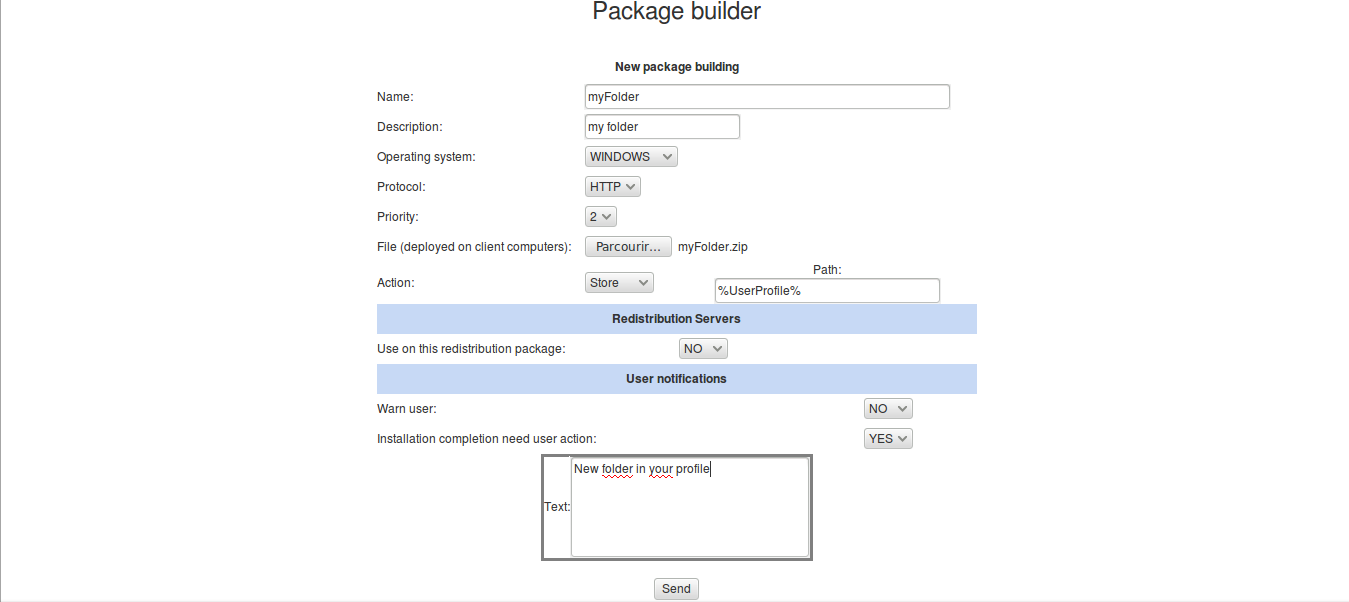 Package builder
New package building
Name: myFolder
Description: my folder
Operating system: WINDOWS
Protocol: HTTP
Priority: 2
File (deployed on client computers): Parcourir... myFolder.zip
Path:
Action: Store %UserProfile%
Redistribution Servers
Use on this redistribution package: NO
User notifications
Warn user: NO
Installation completion need user action: YES
New folder in your profile
Text:
Send